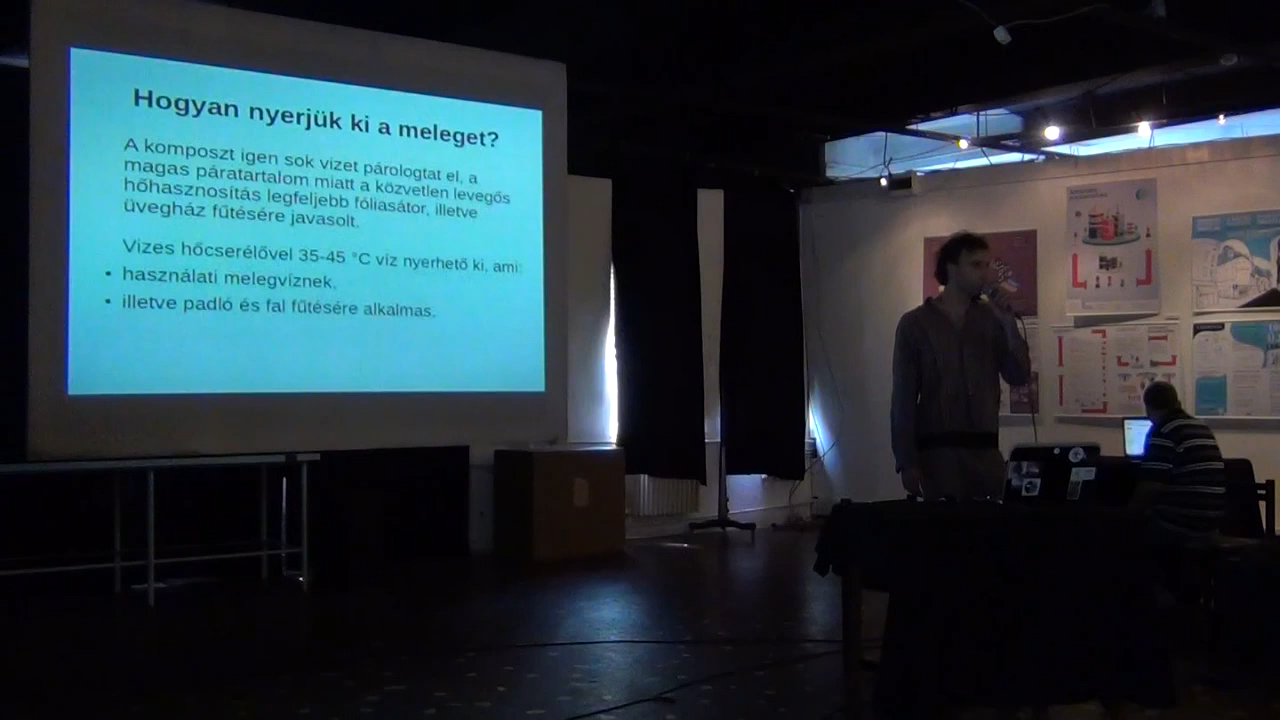 Hogyan nyerjük ki a meleget?
A komposzt igen sok vizet párologtat el, a
magas páratartalom miatt a közvetlen levegős
hőhasznosítás legfeljebb fóliasátor, illetve
üvegház fűtésére javasolt.
Vizes hőcserélővel 35-45 °C víz nyerhető ki, ami:
• használati melegvíznek,
• illetve padló és fal fűtésére alkalmas.